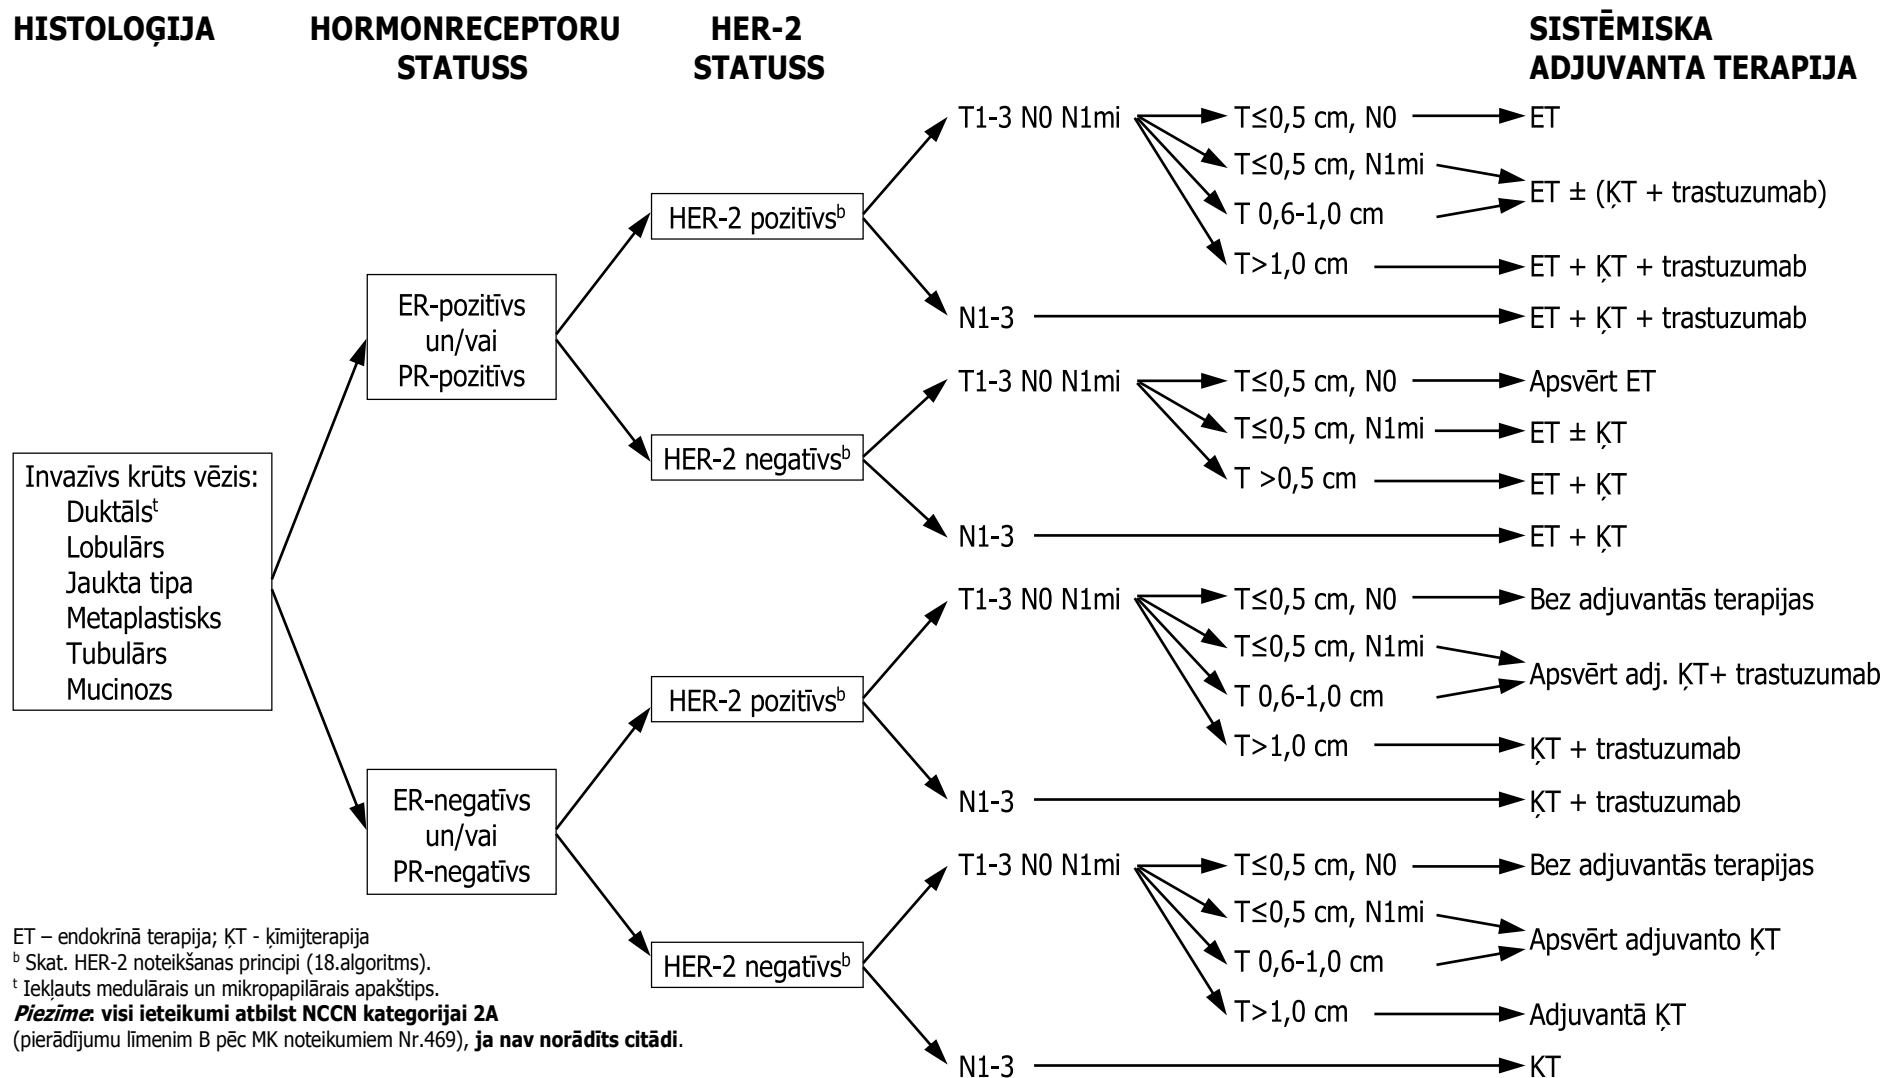 HISTOLOĢIJA
HORMONRECEPTORU
STATUSS
HER-2
STATUSS
SISTĒMISKA
ADJUVANTA TERAPIJA
Invazīvs krūts vēzis:
Duktālsᵗ
Lobulārs
Jaukta tipa
Metaplastisks
Tubulārs
Mucinozs
ER-pozitīvs
un/vai
PR-pozitīvs
HER-2 pozitīvsᵇ
T1-3 N0 N1mi
T≤0,5 cm, N0
ET
T≤0,5 cm, N1mi
T 0,6-1,0 cm
ET ± (ĶT + trastuzumab)
T>1,0 cm
ET + ĶT + trastuzumab
N1-3
ET + ĶT + trastuzumab
HER-2 negatīvsᵇ
T1-3 N0 N1mi
T≤0,5 cm, N0
Apsvērt ET
T≤0,5 cm, N1mi
ET ± ĶT
T >0,5 cm
ET + ĶT
N1-3
ET + ĶT
ER-negatīvs
un/vai
PR-negatīvs
HER-2 pozitīvsᵇ
T1-3 N0 N1mi
T≤0,5 cm, N0
Bez adjuvantās terapijas
T≤0,5 cm, N1mi
T 0,6-1,0 cm
Apsvērt adj. ĶT+ trastuzumab
T>1,0 cm
ĶT + trastuzumab
N1-3
ĶT + trastuzumab
HER-2 negatīvsᵇ
T1-3 N0 N1mi
T≤0,5 cm, N0
Bez adjuvantās terapijas
T≤0,5 cm, N1mi
T 0,6-1,0 cm
Apsvērt adjuvanto ĶT
T>1,0 cm
Adjuvantā ĶT
N1-3
ĶT
ET – endokrīnā terapija; ĶT - ķīmijterapija
ᵇ Skat. HER-2 noteikšanas principi (18.algoritms).
ᵗ Iekļauts medulārais un mikropapilārais apakštips.
Piezīme: visi ieteikumi atbilst NCCN kategorijai 2A
(pierādījumu līmenim B pēc MK noteikumiem Nr.469), ja nav norādīts citādi.